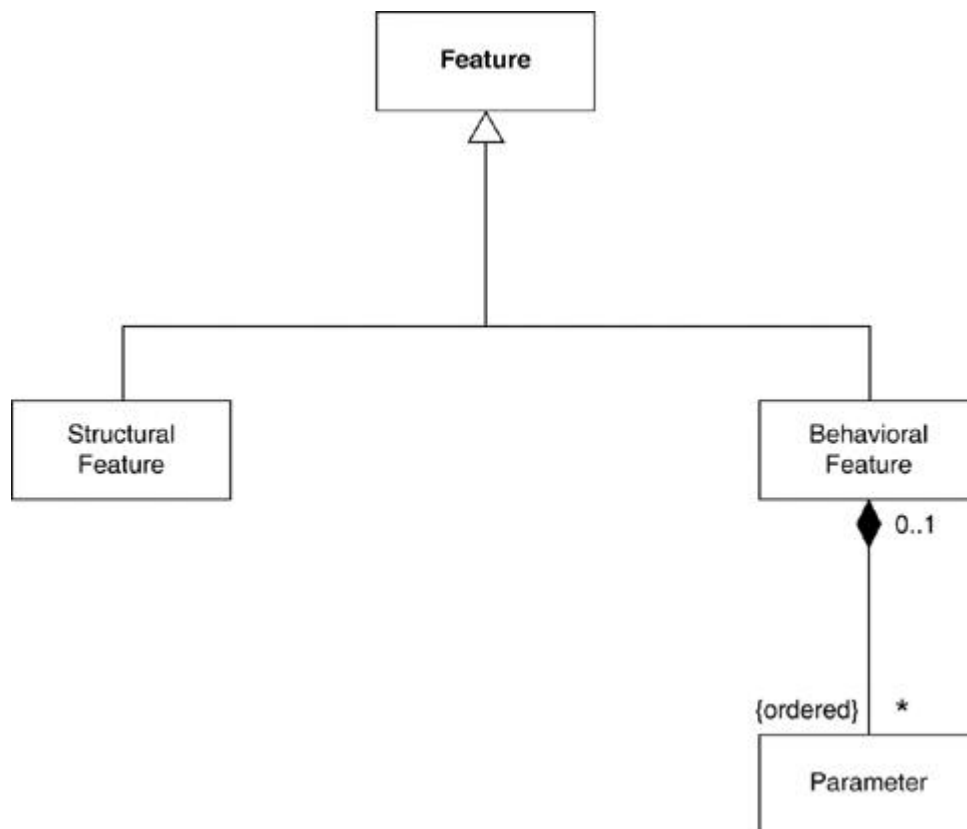 Feature
Structural
Feature
Behavioral
Feature
0..1
{ordered} *
Parameter